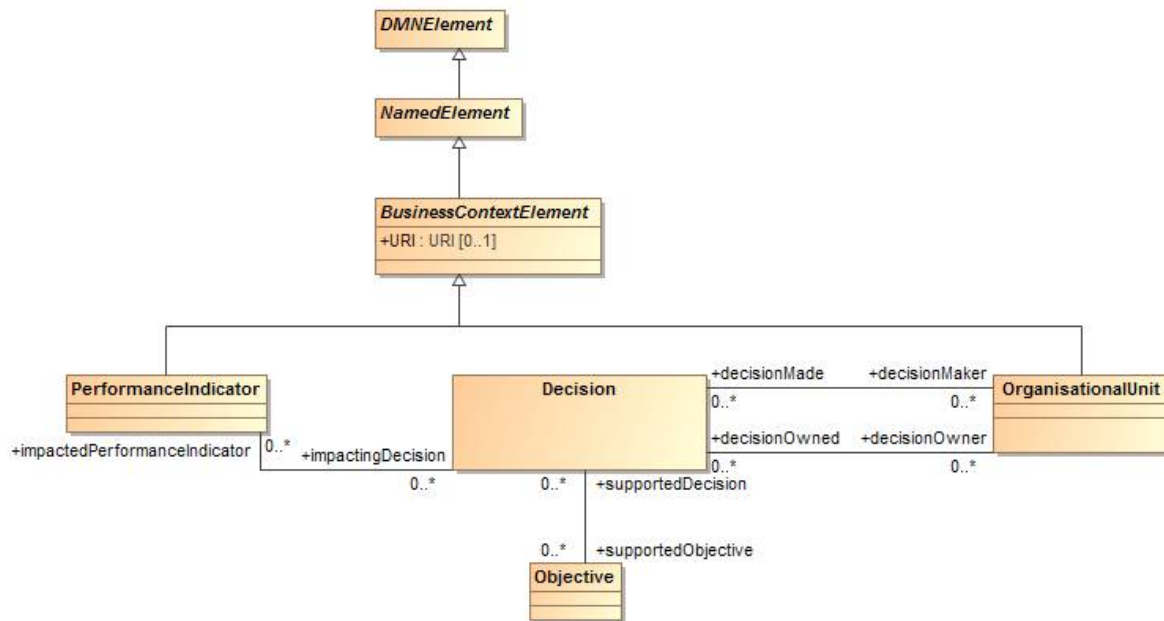 DMNElement
NamedElement
BusinessContextElement
+URI : URI [0..1]
PerformanceIndicator
Decision
+decisionMade
+decisionMaker
OrganisationalUnit
0..*
0..*
+impactedPerformanceIndicator
0..*
+impactingDecision
+decisionOwned
+decisionOwner
0..*
0..*
0..*
0..*
+supportedDecision
0..*
+supportedObjective
Objective